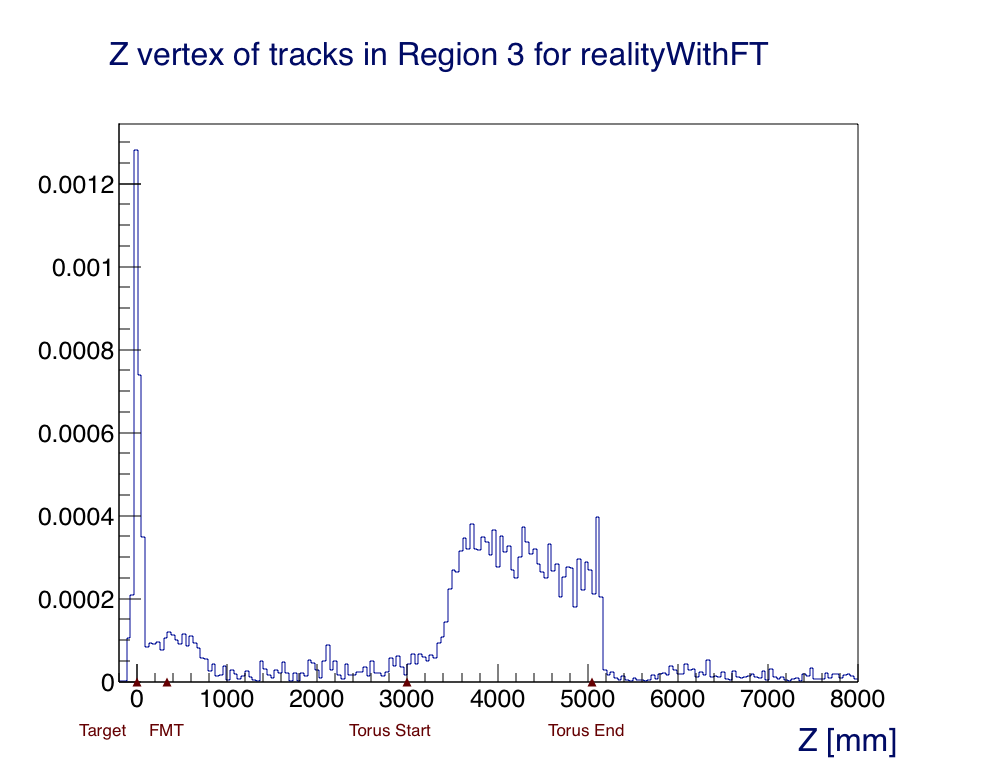 Z vertex of tracks in Region 3 for realityWithFT
0.0012
0.001
0.0008
0.0006
0.0004
0.0002
0
0 1000 2000 3000 4000 5000 6000 7000 8000
Target FMT Torus Start Torus End
Z [mm]